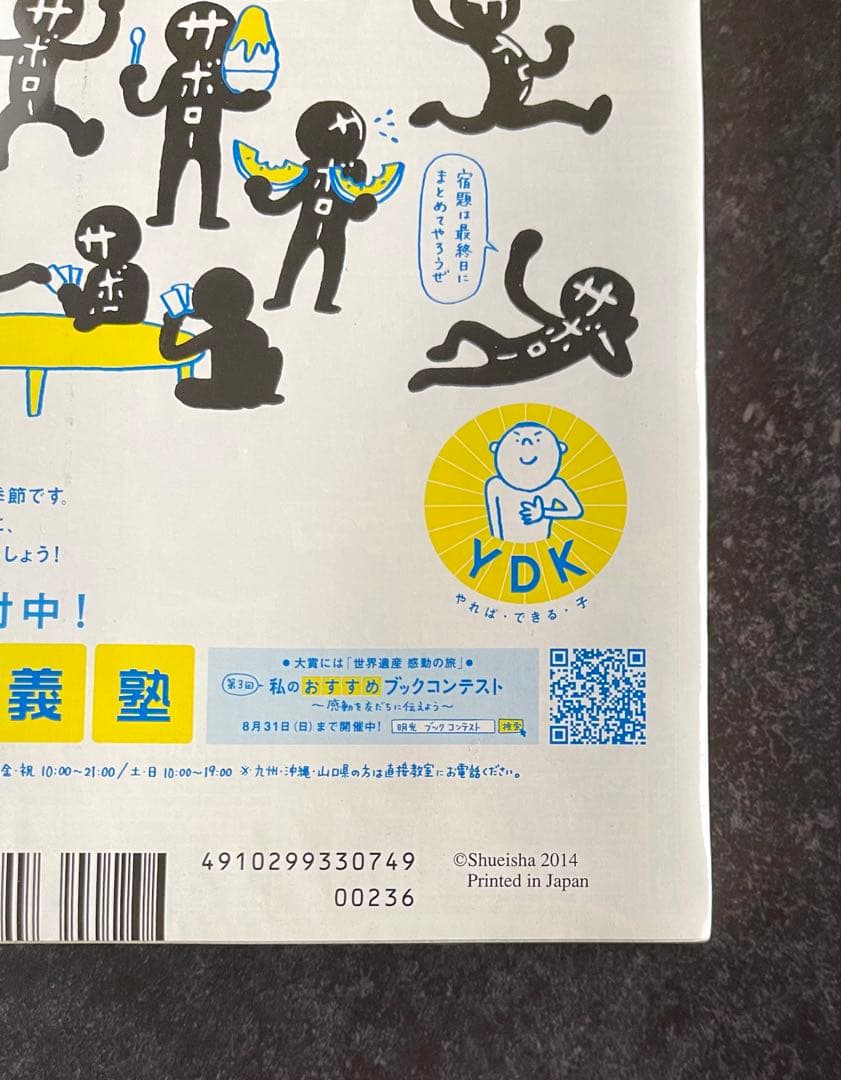 サボロー
サボロー
サボロー
サボロー
宿題は最終日に
まとめてやろうぜ
サボロー
YDK
やれば・できる・子
季節です。
に、
しょう!
付中!
義塾
●大賞には「世界遺産 感動の旅」●
第3回 私のおすすめブックコンテスト
〜感動を友だちに伝えよう〜
8月31日(日)まで開催中! 明光 ブックコンテスト 検索
金・祝 10:00〜21:00/土・日 10:00〜19:00 ※九州・沖縄・山口県の方は直接教室にお電話ください。
4910299330749
00236
©Shueisha 2014
Printed in Japan